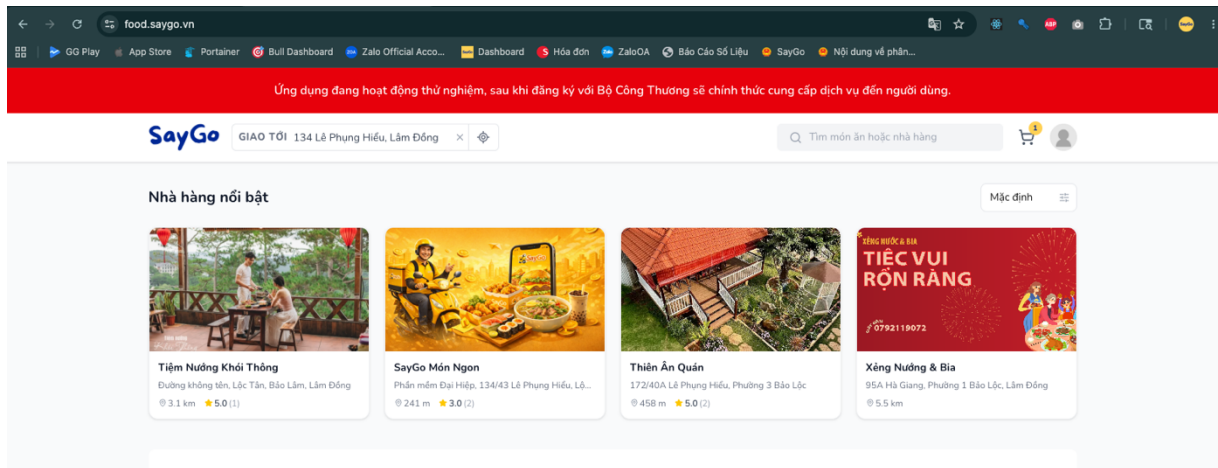 food.saygo.vn
GG Play App Store Portainer Bull Dashboard Zalo Official Acco... Dashboard Hóa đơn ZaloOA Báo Cáo Số Liệu SayGo Nội dung về phân...
Ứng dụng đang hoạt động thử nghiệm, sau khi đăng ký với Bộ Công Thương sẽ chính thức cung cấp dịch vụ đến người dùng.
SayGo GIAO TỚI 134 Lê Phụng Hiểu, Lâm Đồng Tìm món ăn hoặc nhà hàng 1
Nhà hàng nổi bật Mặc định
XÈNG NƯỚC & BIA
TIỆC VUI
RỘN RÀNG
0792119072
SayGo
Tiệm Nướng Khói Thông
Đường không tên, Lộc Tân, Bảo Lâm, Lâm Đồng
3.1 km 5.0 (1)
SayGo Món Ngon
Phần mềm Đại Hiệp, 134/43 Lê Phụng Hiểu, Lộ...
241 m 3.0 (2)
Thiên Ân Quán
172/40A Lê Phụng Hiểu, Phường 3 Bảo Lộc
458 m 5.0 (2)
Xẻng Nướng & Bia
95A Hà Giang, Phường 1 Bảo Lộc, Lâm Đồng
5.5 km